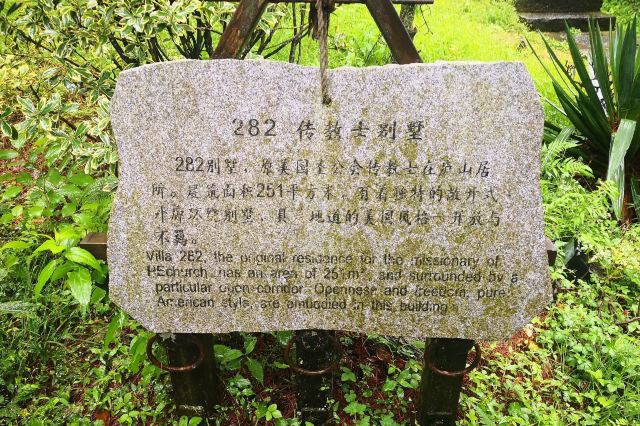 282 传教士别墅
282别墅，原美国圣公会传教士在庐山居
所。建筑面积251平方米，有着独特的敞开式
外廊环绕别墅，具 地道的美国风格—开放与
不羁。
Villa 282, the original residence for the missionary of
PEchurch, has an area of 251m², and surrounded by a
particular open-corridor. Openness and freedom, pure
American style, are embodied in this building.